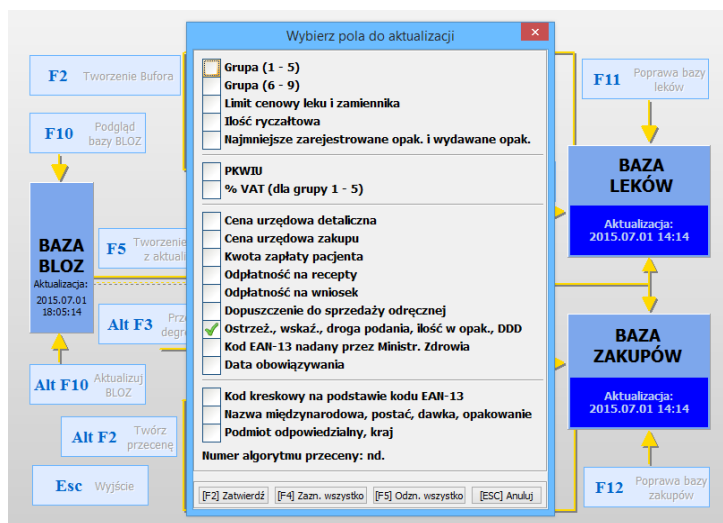 Wybierz pola do aktualizacji
Grupa (1 - 5)
Grupa (6 - 9)
Limit cenowy leku i zamiennika
Ilość ryczałtowa
Najmniejsze zarejestrowane opak. i wydawane opak.
PKWIU
% VAT (dla grupy 1 - 5)
Cena urzędowa detaliczna
Cena urzędowa zakupu
Kwota zapłaty pacjenta
Odpłatność na recepty
Odpłatność na wniosek
Dopuszczenie do sprzedaży odręcznej
Ostrzeż., wskaź., droga podania, ilość w opak., DDD
Kod EAN-13 nadany przez Ministr. Zdrowia
Data obowiązywania
Kod kreskowy na podstawie kodu EAN-13
Nazwa międzynarodowa, postać, dawka, opakowanie
Podmiot odpowiedzialny, kraj
Numer algorytmu przeceny: nd.
[F2] Zatwierdź [F4] Zazn. wszystko [F5] Odzn. wszystko [ESC] Anuluj
F2 Tworzenie Bufora
F10 Podgląd
bazy BLOZ
BAZA
BLOZ
Aktualizacja:
2015.07.01
18:05:14
F5 Tworzenie
z aktuali
Alt F3 Prze
degre
Alt F10 Aktualizuj
BLOZ
Alt F2 Twórz
przecenę
Esc Wyjście
F11 Poprawa bazy
leków
BAZA
LEKÓW
Aktualizacja:
2015.07.01 14:14
BAZA
ZAKUPÓW
Aktualizacja:
2015.07.01 14:14
F12 Poprawa bazy
zakupów